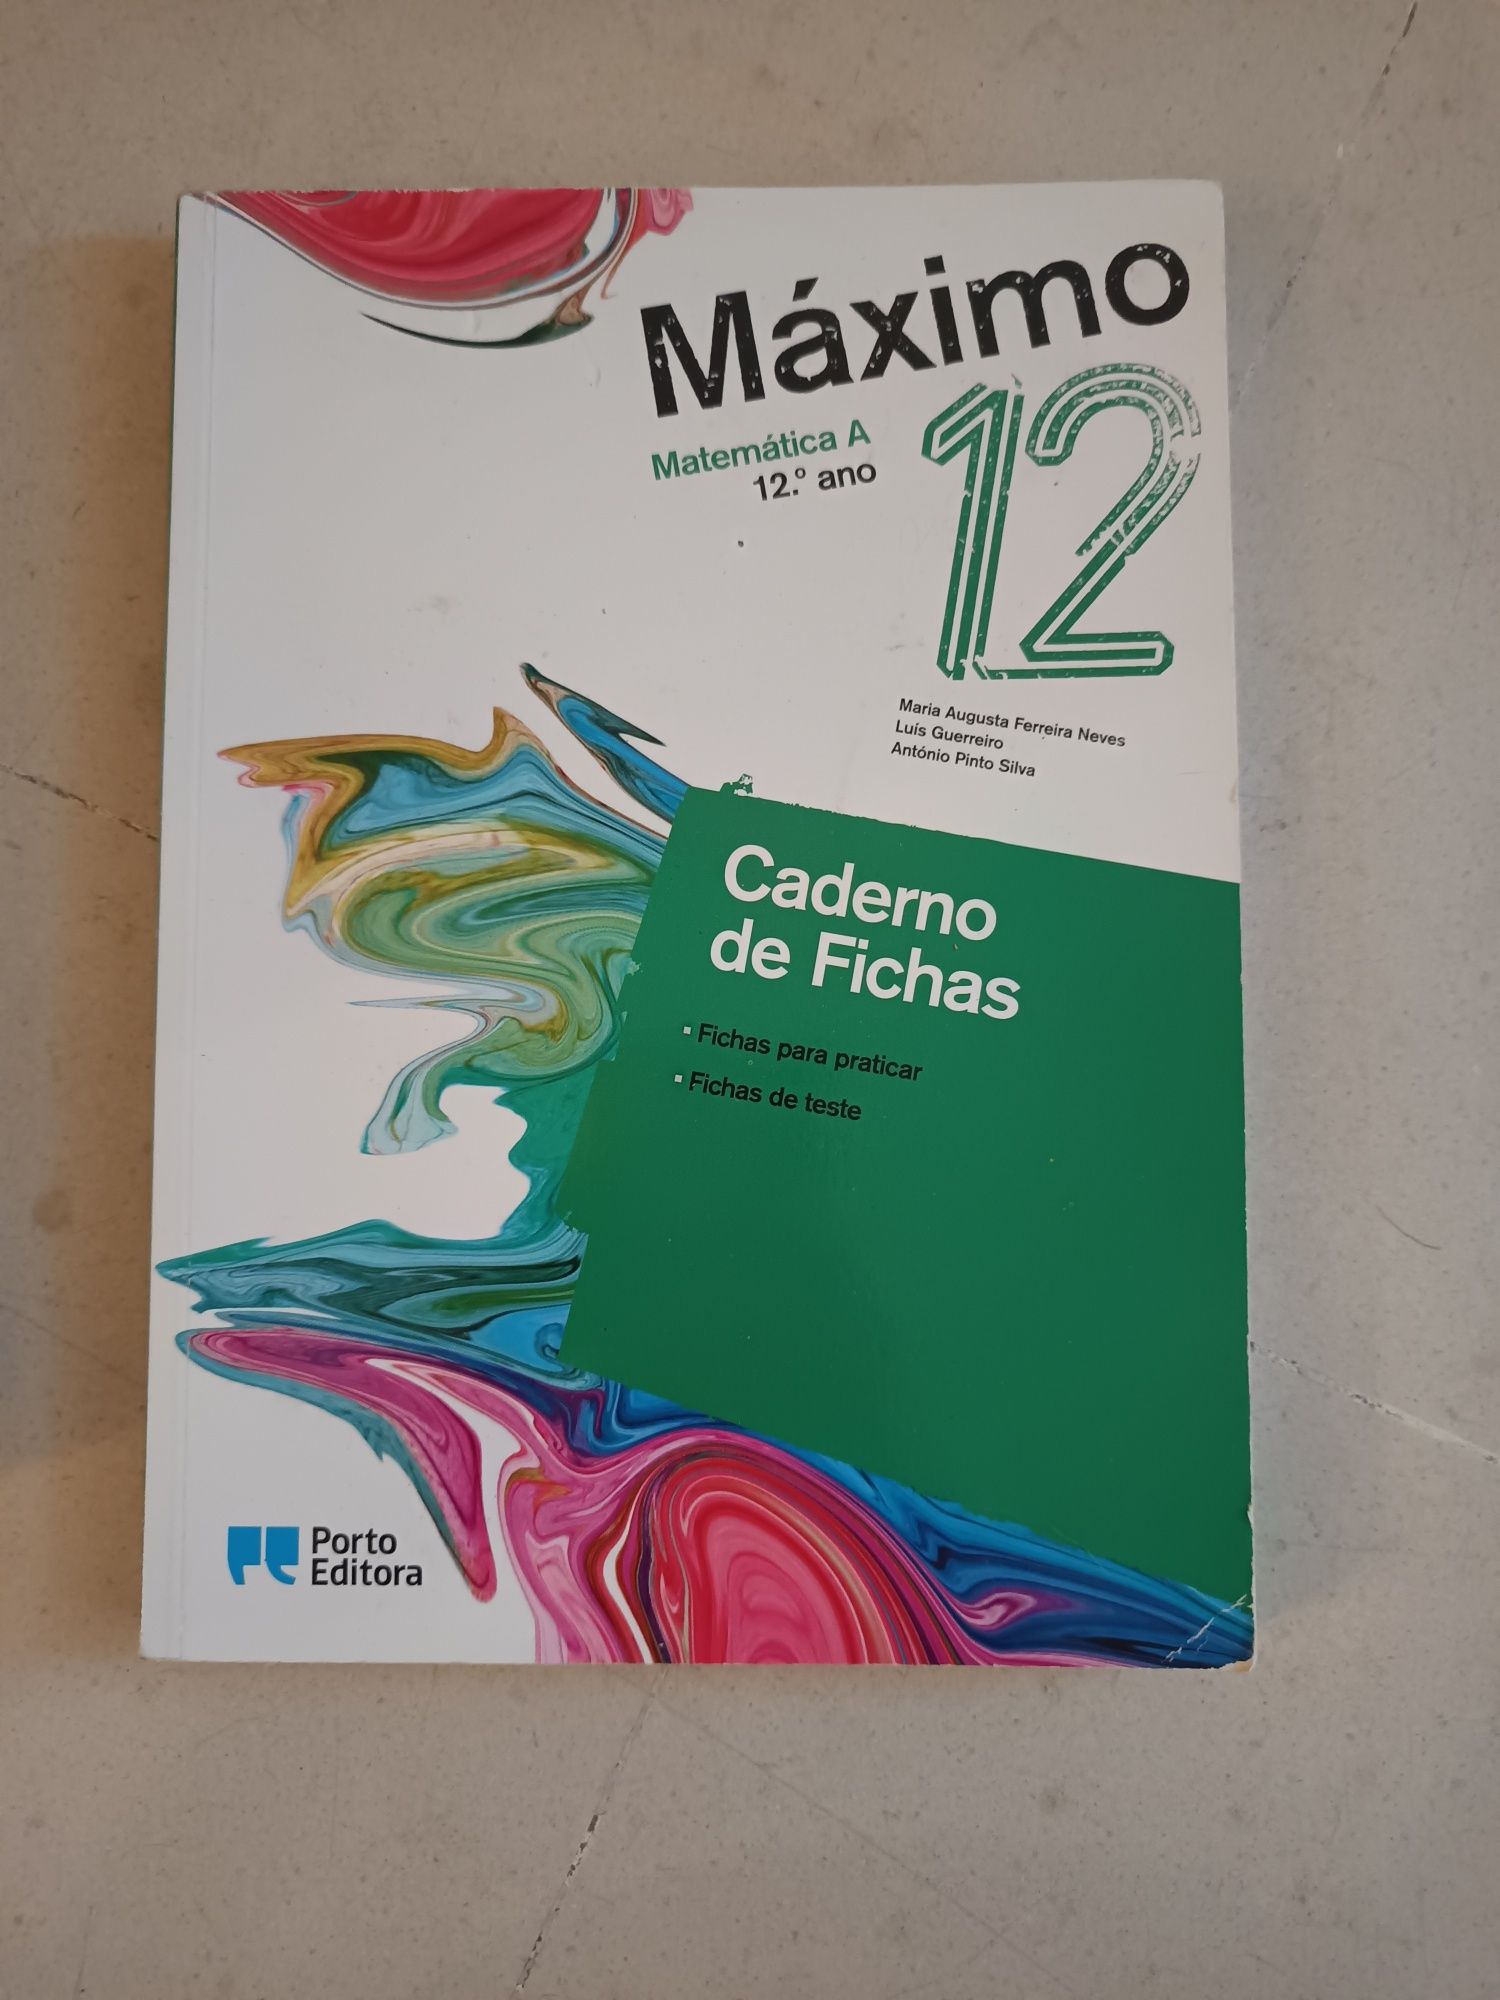 Máximo
12
Matemática A
12.º ano
Maria Augusta Ferreira Neves
Luís Guerreiro
António Pinto Silva
Caderno
de Fichas
▪ Fichas para praticar
▪ Fichas de teste
Porto
Editora